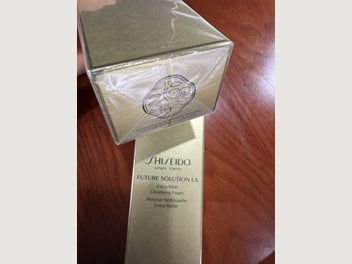 SHISEIDO
GINZA TOKYO
FUTURE SOLUTION LX
Extra Rich
Cleansing Foam
Mousse Nettoyante
Extra Riche